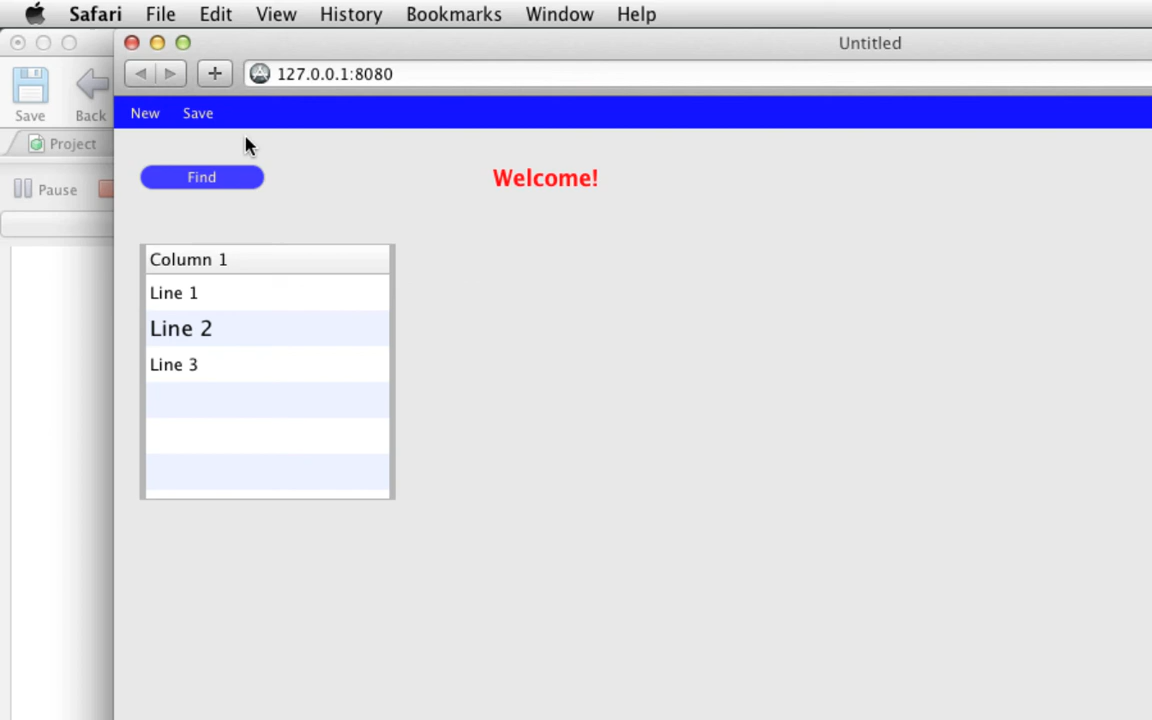 Safari File Edit View History Bookmarks Window Help
Untitled
127.0.0.1:8080
Save Back
New Save
Project
Find
Welcome!
Pause
Column 1
Line 1
Line 2
Line 3